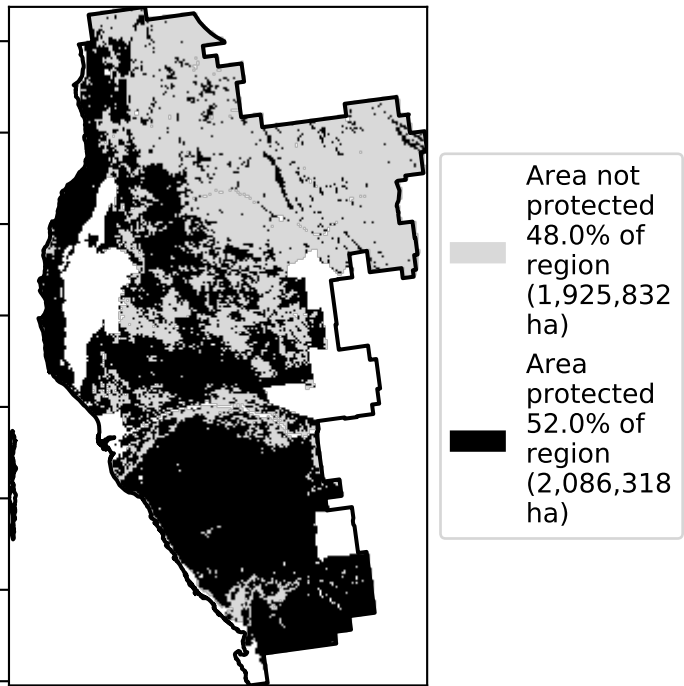 Area not
protected
48.0% of
region
(1,925,832
ha)
Area
protected
52.0% of
region
(2,086,318
ha)